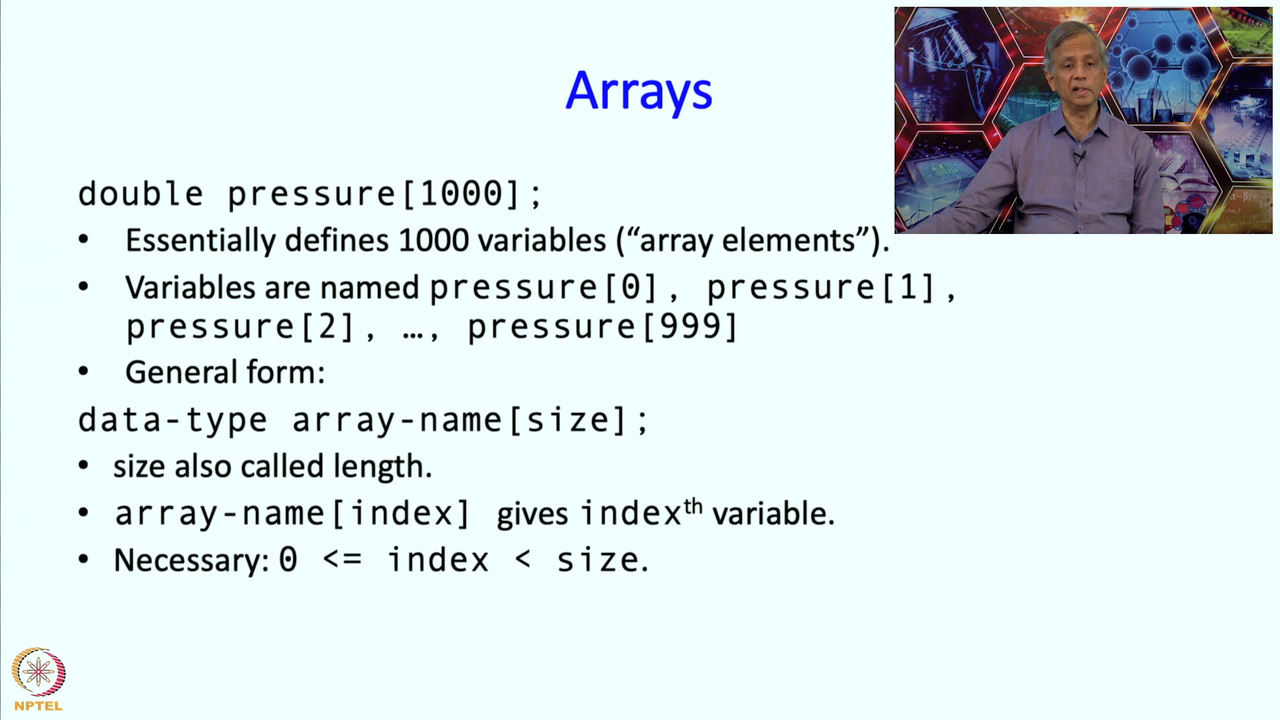 Arrays
double pressure[1000];
• Essentially defines 1000 variables (“array elements”).
• Variables are named pressure[0], pressure[1],
pressure[2], …, pressure[999]
• General form:
data-type array-name[size];
• size also called length.
• array-name[index] gives indexth variable.
• Necessary: 0 <= index < size.
NPTEL